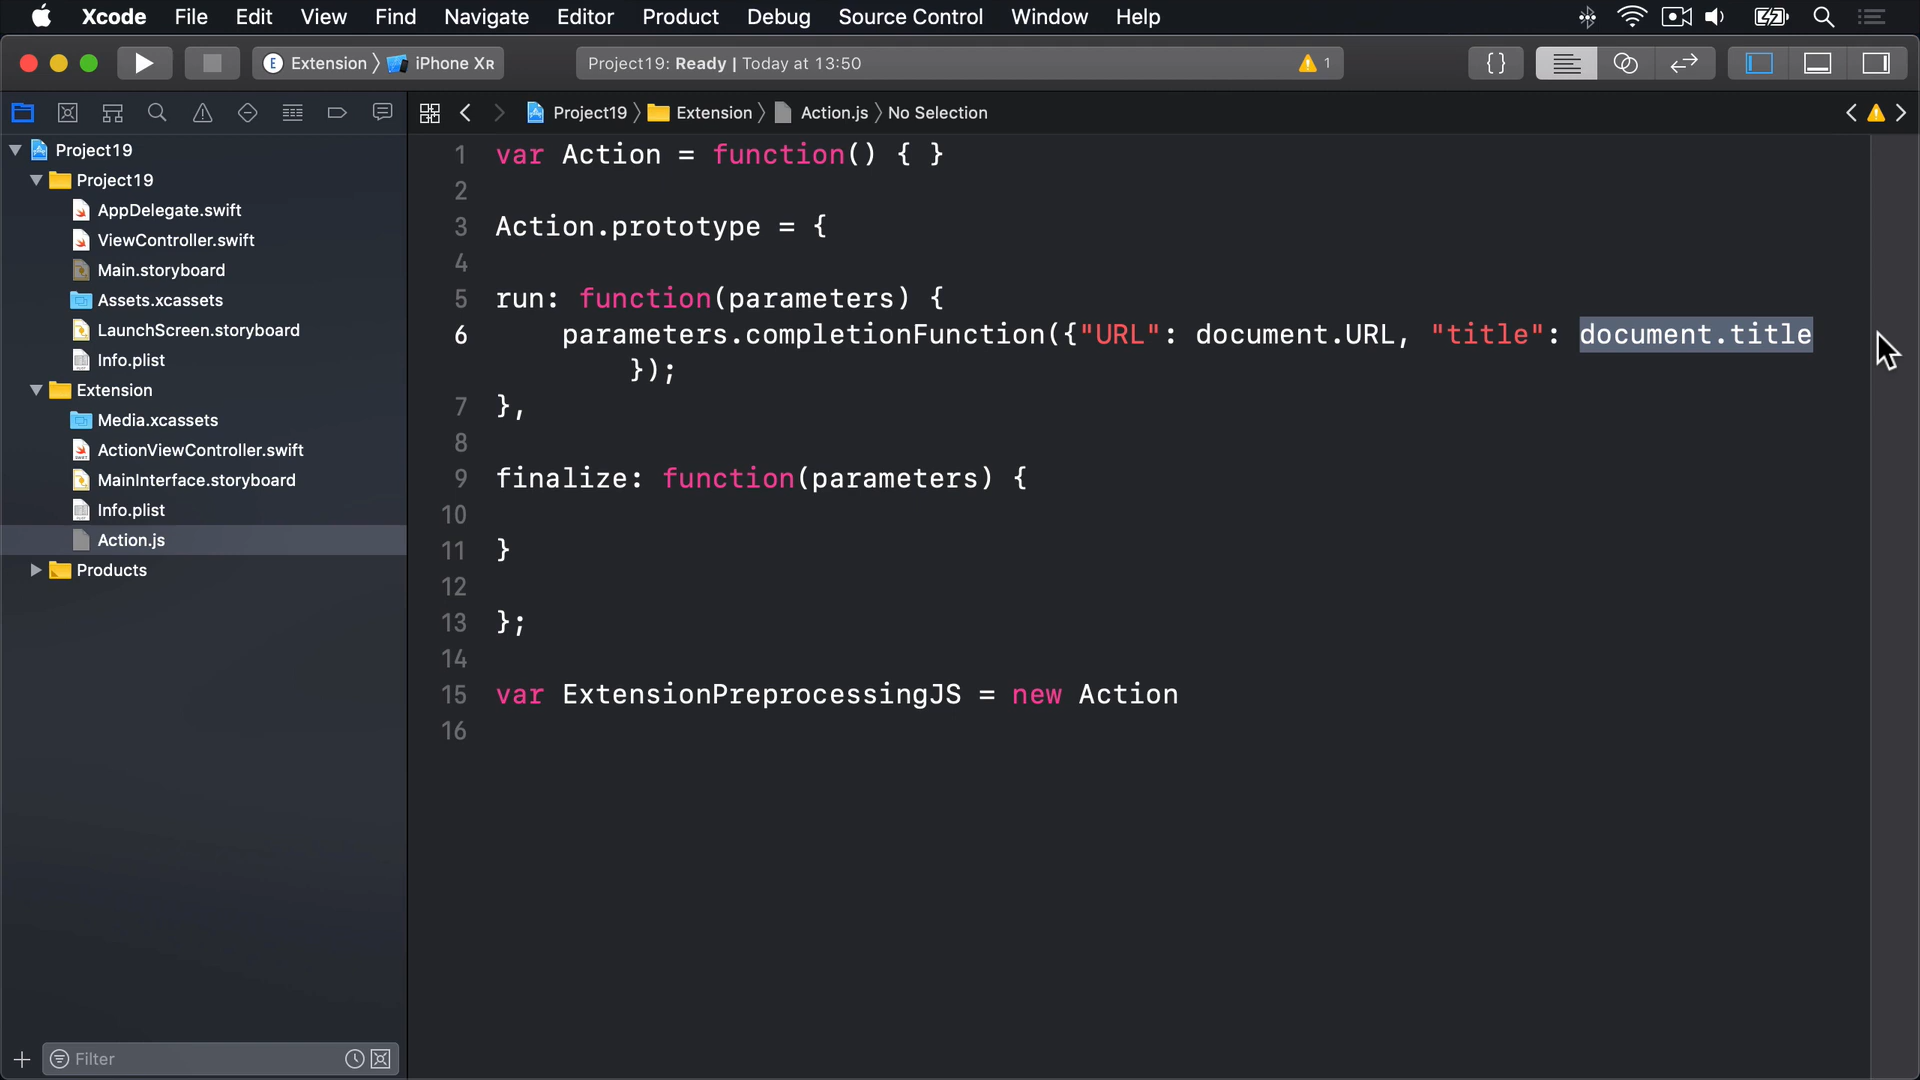 Xcode File Edit View Find Navigate Editor Product Debug Source Control Window Help
E Extension 〉 iPhone XR
Project19: Ready | Today at 13:50
1
{}
Project19 〉 Extension 〉 Action.js 〉 No Selection
Project19
Project19
AppDelegate.swift
ViewController.swift
Main.storyboard
Assets.xcassets
LaunchScreen.storyboard
Info.plist
Extension
Media.xcassets
ActionViewController.swift
MainInterface.storyboard
Info.plist
Action.js
Products
Filter
1 var Action = function() { }
2
3 Action.prototype = {
4
5 run: function(parameters) {
6 parameters.completionFunction({"URL": document.URL, "title": document.title
});
7 },
8
9 finalize: function(parameters) {
10
11 }
12
13 };
14
15 var ExtensionPreprocessingJS = new Action
16